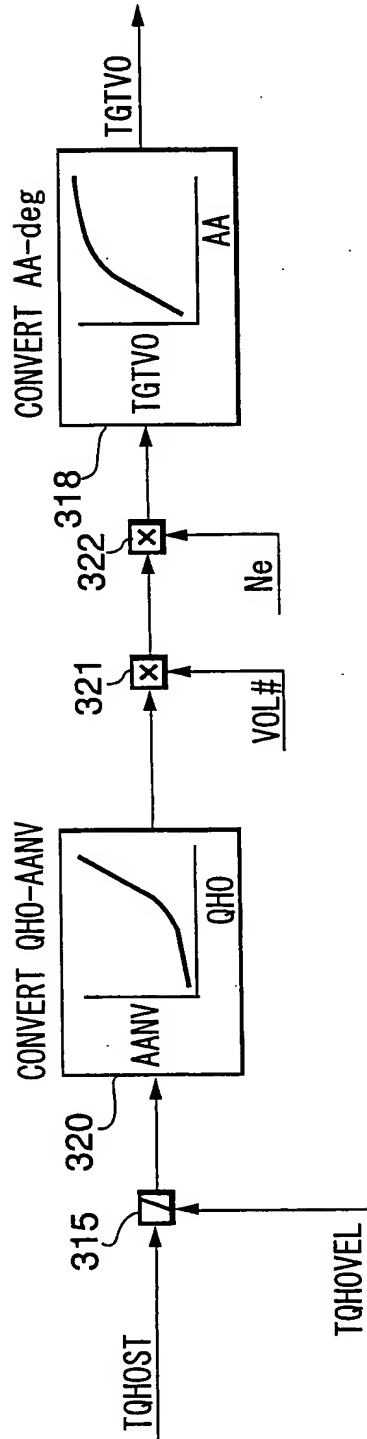 TQHOST
315
TQHOVEL
CONVERT QHO-AANV
320
AANV
QHO
321
×
VOL#
322
×
Ne
CONVERT AA-deg
318
TGTVO
AA
TGTVO